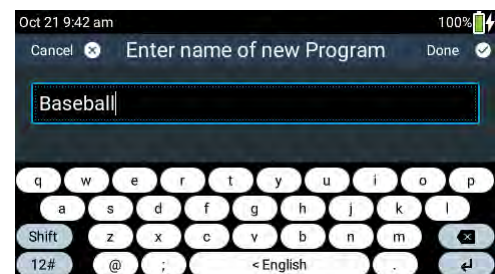 Oct 21 9:42 am 100%
Cancel Enter name of new Program Done
Baseball
q w e r t y u i o p
a s d f g h j k l
Shift z x c v b n m
12# @ ; < English .